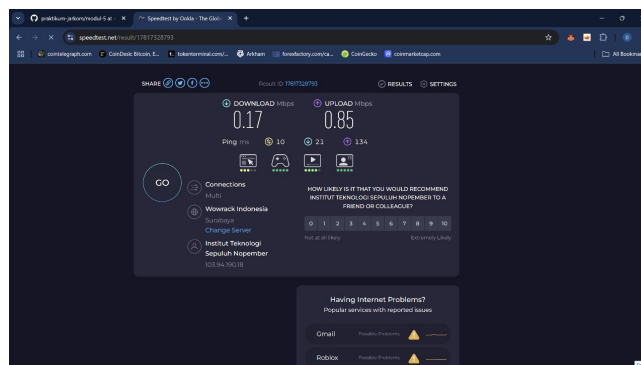 praktikum-jarkom/modul-5 at
Speedtest by Ookla - The Glob
speedtest.net/result/17817328793
cointelegraph.com
CoinDesk: Bitcoin, E...
tokenterminal.com/...
Arkham
forexfactory.com/ca...
CoinGecko
coinmarketcap.com
All Bookmar
SHARE
Result ID 17817328793
RESULTS
SETTINGS
DOWNLOAD Mbps
UPLOAD Mbps
0.17
0.85
Ping ms 10 21 134
GO
Connections
Multi
Wowrack Indonesia
Surabaya
Change Server
Institut Teknologi
Sepuluh Nopember
103.94.190.18
HOW LIKELY IS IT THAT YOU WOULD RECOMMEND
INSTITUT TEKNOLOGI SEPULUH NOPEMBER TO A
FRIEND OR COLLEAGUE?
0 1 2 3 4 5 6 7 8 9 10
Not at all likely
Extremely Likely
Having Internet Problems?
Popular services with reported issues
Gmail
Possible Problems
Roblox
Possible Problems